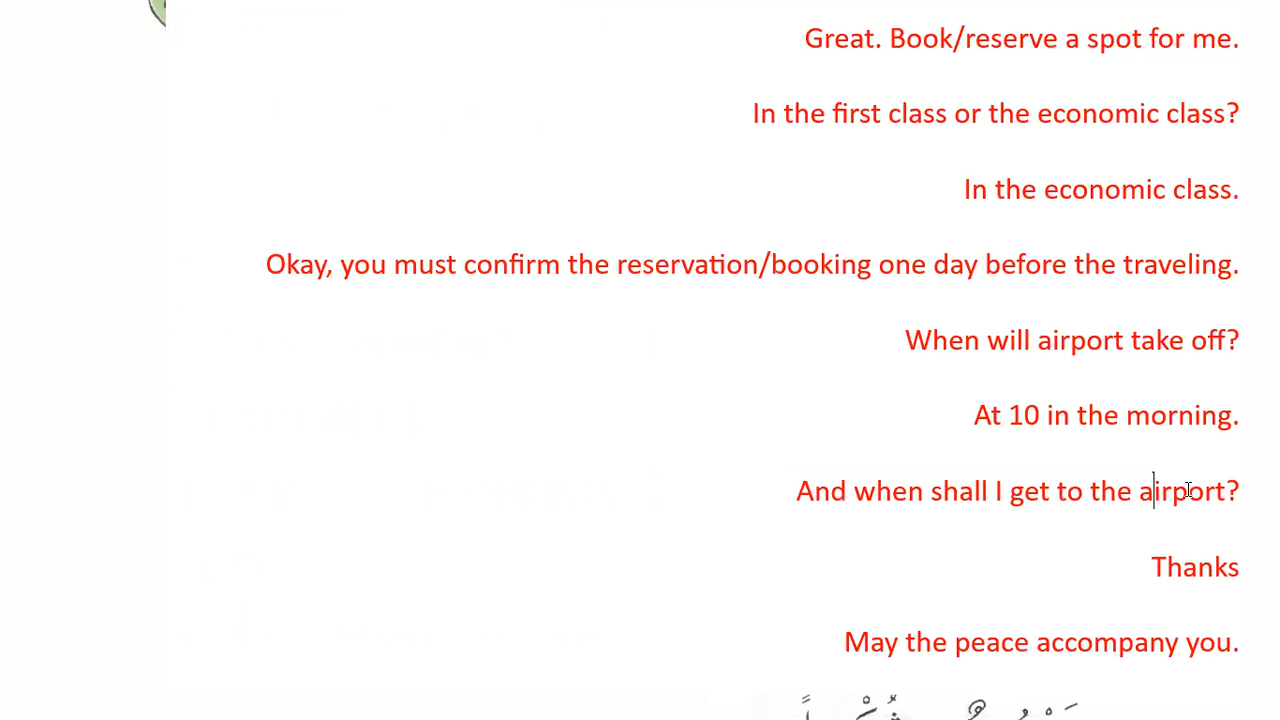 Great. Book/reserve a spot for me.
In the first class or the economic class?
In the economic class.
Okay, you must confirm the reservation/booking one day before the traveling.
When will airport take off?
At 10 in the morning.
And when shall I get to the airport?
Thanks
May the peace accompany you.